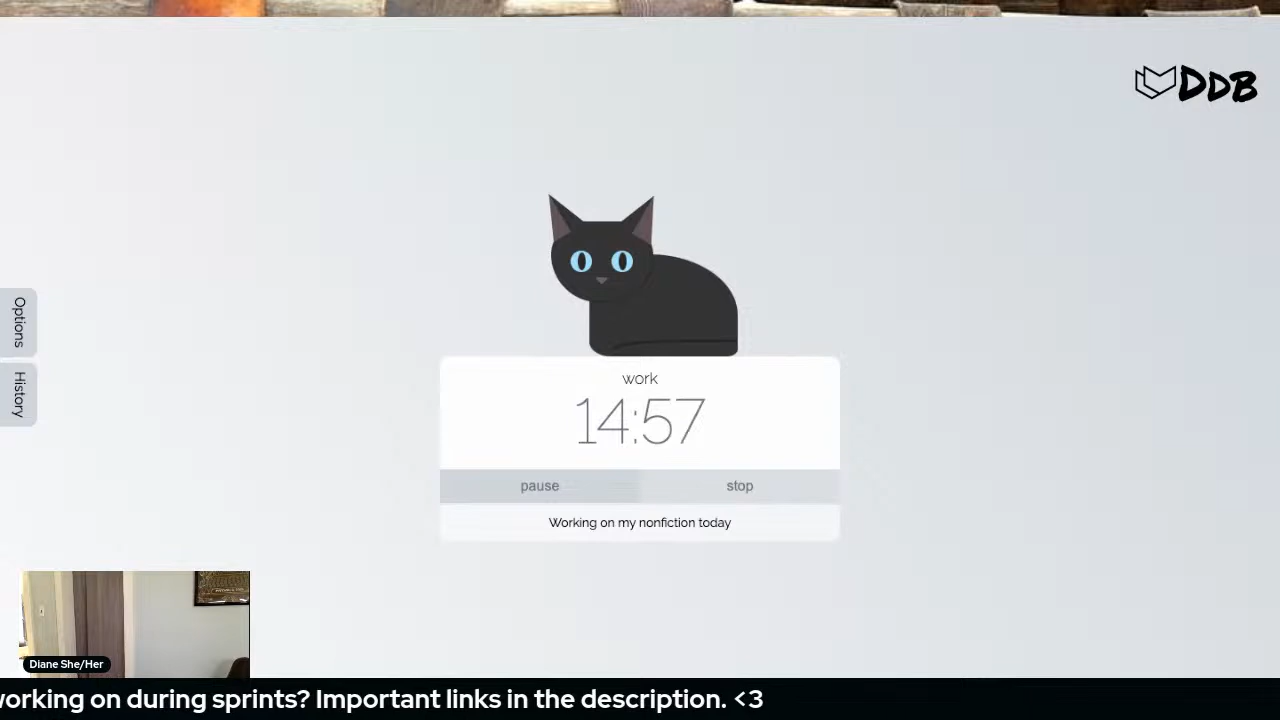 DDB
Options
History
work
14:57
pause
stop
Working on my nonfiction today
Diane She/Her
working on during sprints? Important links in the description. <3